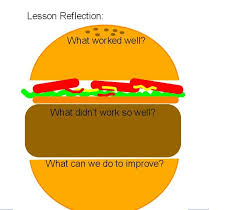 Lesson Reflection:
What worked well?
What didn't work so well?
What can we do to improve?